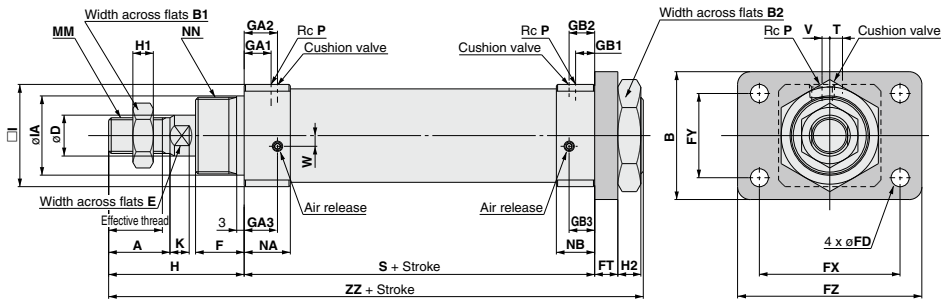 Width across flats B1
MM
H1
NN
GA2
GA1
Rc P
Cushion valve
Rc P
Cushion valve
GB2
GB1
Width across flats B2
Rc P
V
T
Cushion valve
□I
øIA
øD
W
B
FY
Width across flats E
Effective thread
3
GA3
Air release
Air release
GB3
4 x øFD
A
K
F
NA
NB
H
S + Stroke
FT
H2
FX
ZZ + Stroke
FZ